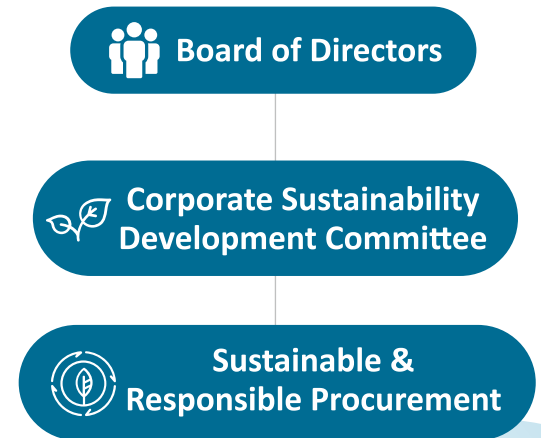 Board of Directors
Corporate Sustainability
Development Committee
Sustainable &
Responsible Procurement